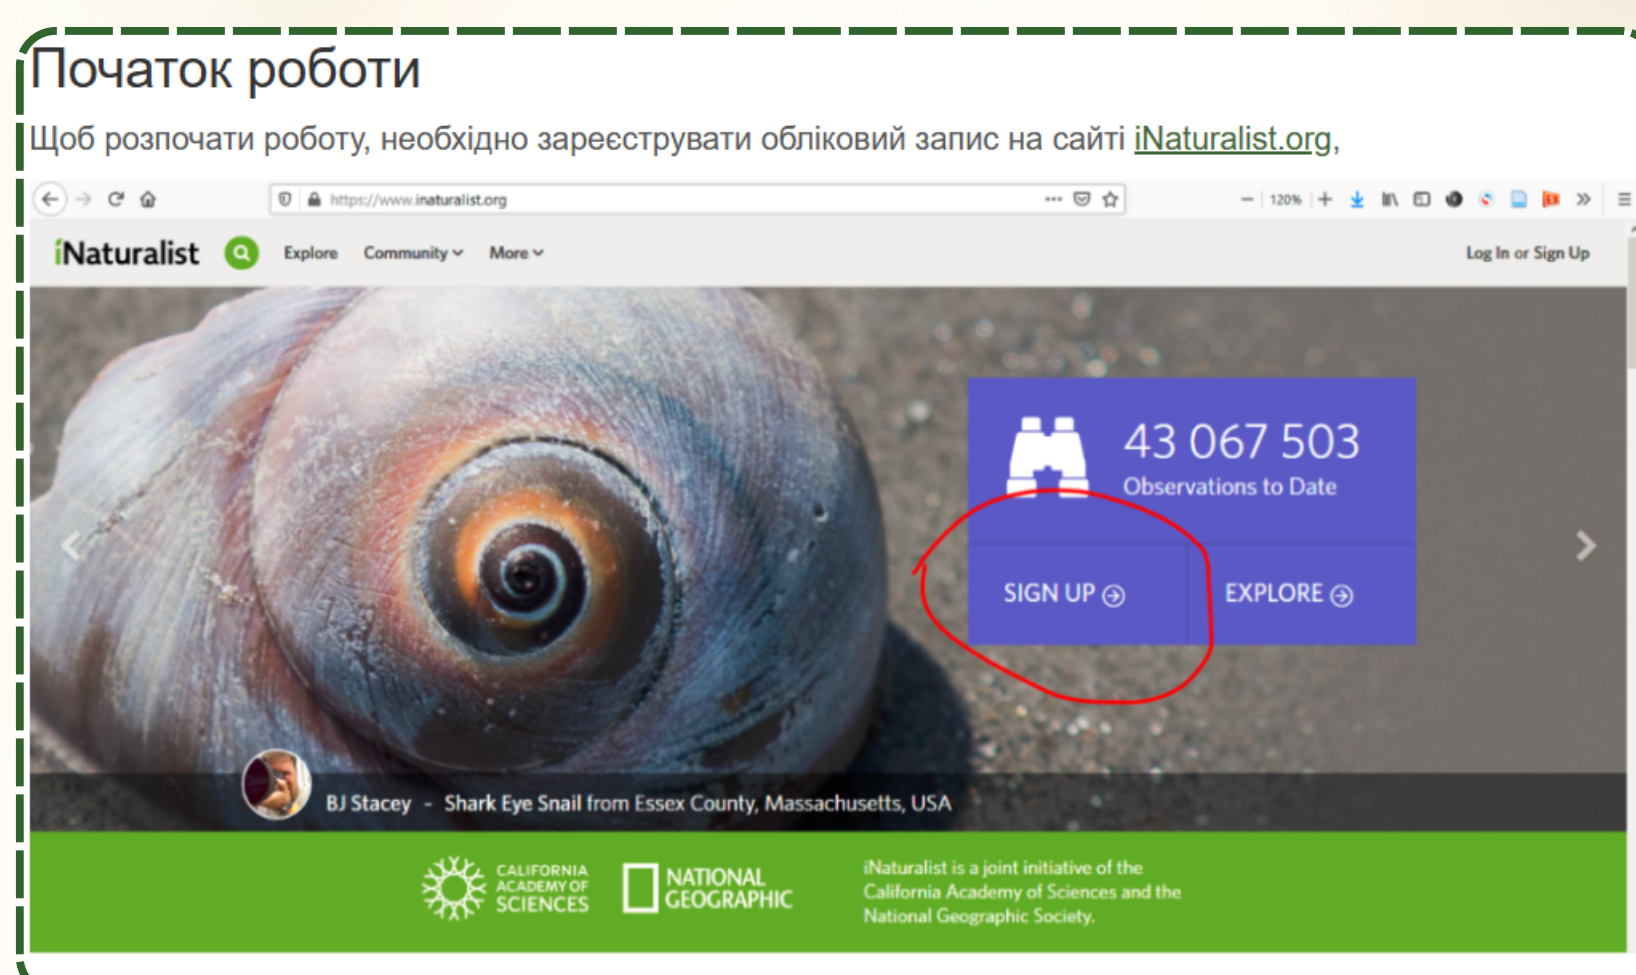 Початок роботи
Щоб розпочати роботу, необхідно зареєструвати обліковий запис на сайті iNaturalist.org,
https://www.inaturalist.org
120%
iNaturalist
Explore
Community
More
Log In or Sign Up
43 067 503
Observations to Date
SIGN UP
EXPLORE
BJ Stacey - Shark Eye Snail from Essex County, Massachusetts, USA
CALIFORNIA
ACADEMY OF
SCIENCES
NATIONAL
GEOGRAPHIC
iNaturalist is a joint initiative of the
California Academy of Sciences and the
National Geographic Society.